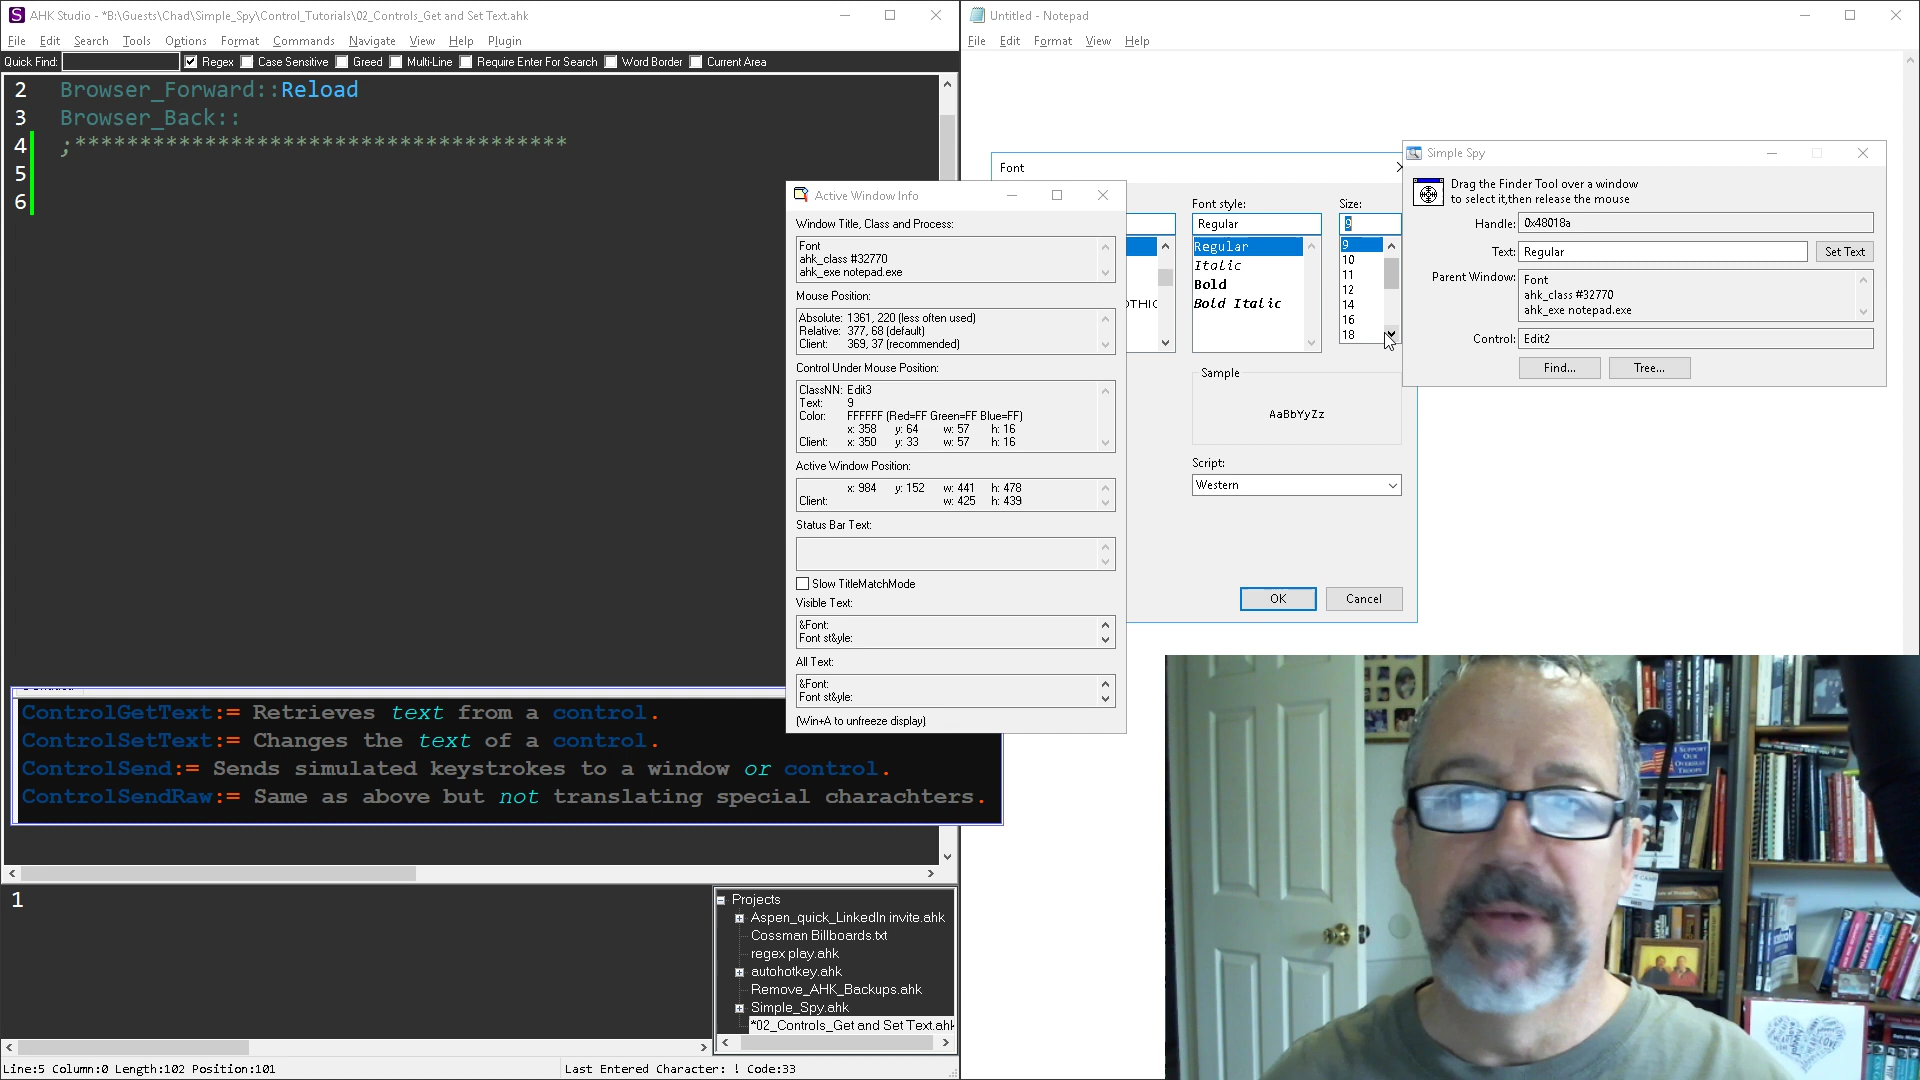 AHK Studio - *B:\Guests\Chad\Simple_Spy\Control_Tutorials\02_Controls_Get and Set Text.ahk
File Edit Search Tools Options Format Commands Navigate View Help Plugin
Quick Find: Regex Case Sensitive Greed Multi-Line Require Enter For Search Word Border Current Area
2 Browser_Forward::Reload
3 Browser_Back::
4 ;**************************************
5
6
ControlGetText:= Retrieves text from a control.
ControlSetText:= Changes the text of a control.
ControlSend:= Sends simulated keystrokes to a window or control.
ControlSendRaw:= Same as above but not translating special charachters.
1
Projects
Aspen_quick_LinkedIn invite.ahk
Cossman Billboards.txt
regex play.ahk
autohotkey.ahk
Remove_AHK_Backups.ahk
Simple_Spy.ahk
*02_Controls_Get and Set Text.ahk
Line:5 Column:0 Length:102 Position:101
Last Entered Character: ! Code:33
Active Window Info
Window Title, Class and Process:
Font
ahk_class #32770
ahk_exe notepad.exe
Mouse Position:
Absolute: 1361, 220 (less often used)
Relative: 377, 68 (default)
Client: 369, 37 (recommended)
Control Under Mouse Position:
ClassNN: Edit3
Text: 9
Color: FFFFFF (Red=FF Green=FF Blue=FF)
x: 358 y: 64 w: 57 h: 16
Client: x: 350 y: 33 w: 57 h: 16
Active Window Position:
x: 984 y: 152 w: 441 h: 478
Client: w: 425 h: 439
Status Bar Text:
Slow TitleMatchMode
Visible Text:
&Font:
Font st&yle:
All Text:
&Font:
Font st&yle:
(Win+A to unfreeze display)
Untitled - Notepad
File Edit Format View Help
Font
Font style:
Regular
Regular
Italic
Bold
Bold Italic
Size:
9
9
10
11
12
14
16
18
Sample
AaBbYyZz
Script:
Western
OK Cancel
Simple Spy
Drag the Finder Tool over a window
to select it,then release the mouse
Handle: 0x48018a
Text: Regular Set Text
Parent Window: Font
ahk_class #32770
ahk_exe notepad.exe
Control: Edit2
Find... Tree...
I SUPPORT
OUR
OVERSEAS
TROOPS